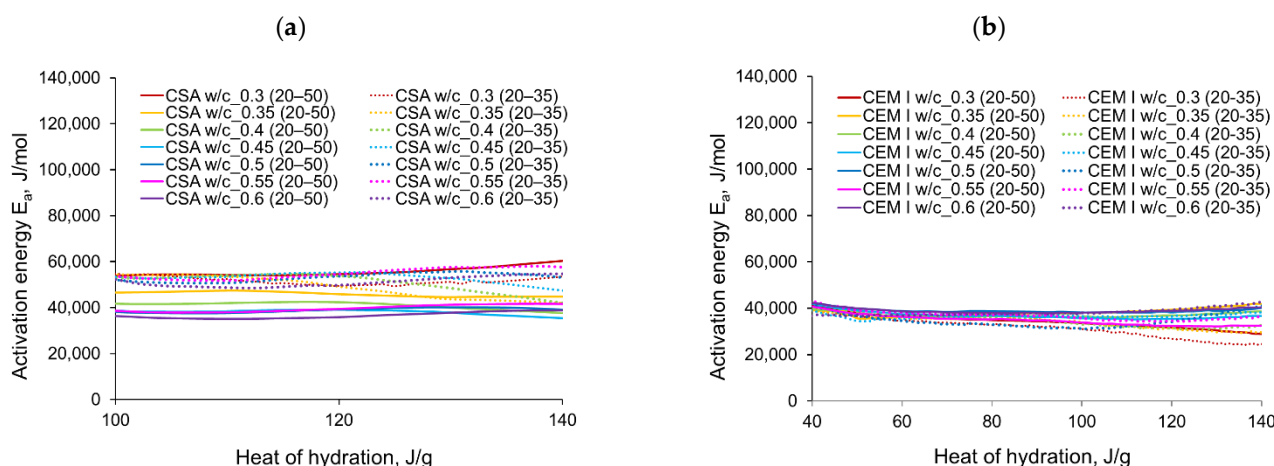 (a)
140,000
120,000
100,000
80,000
60,000
40,000
20,000
0
Activation energy Ea, J/mol
CSA w/c_0.3 (20–50) CSA w/c_0.3 (20–35)
CSA w/c_0.35 (20-50) CSA w/c_0.35 (20–35)
CSA w/c_0.4 (20–50) CSA w/c_0.4 (20–35)
CSA w/c_0.45 (20–50) CSA w/c_0.45 (20–35)
CSA w/c_0.5 (20–50) CSA w/c_0.5 (20–35)
CSA w/c_0.55 (20–50) CSA w/c_0.55 (20–35)
CSA w/c_0.6 (20–50) CSA w/c_0.6 (20–35)
100 120 140
Heat of hydration, J/g
(b)
140,000
120,000
100,000
80,000
60,000
40,000
20,000
0
Activation energy Ea, J/mol
CEM I w/c_0.3 (20-50) CEM I w/c_0.3 (20-35)
CEM I w/c_0.35 (20-50) CEM I w/c_0.35 (20-35)
CEM I w/c_0.4 (20-50) CEM I w/c_0.4 (20-35)
CEM I w/c_0.45 (20-50) CEM I w/c_0.45 (20-35)
CEM I w/c_0.5 (20-50) CEM I w/c_0.5 (20-35)
CEM I w/c_0.55 (20-50) CEM I w/c_0.55 (20-35)
CEM I w/c_0.6 (20-50) CEM I w/c_0.6 (20-35)
40 60 80 100 120 140
Heat of hydration, J/g